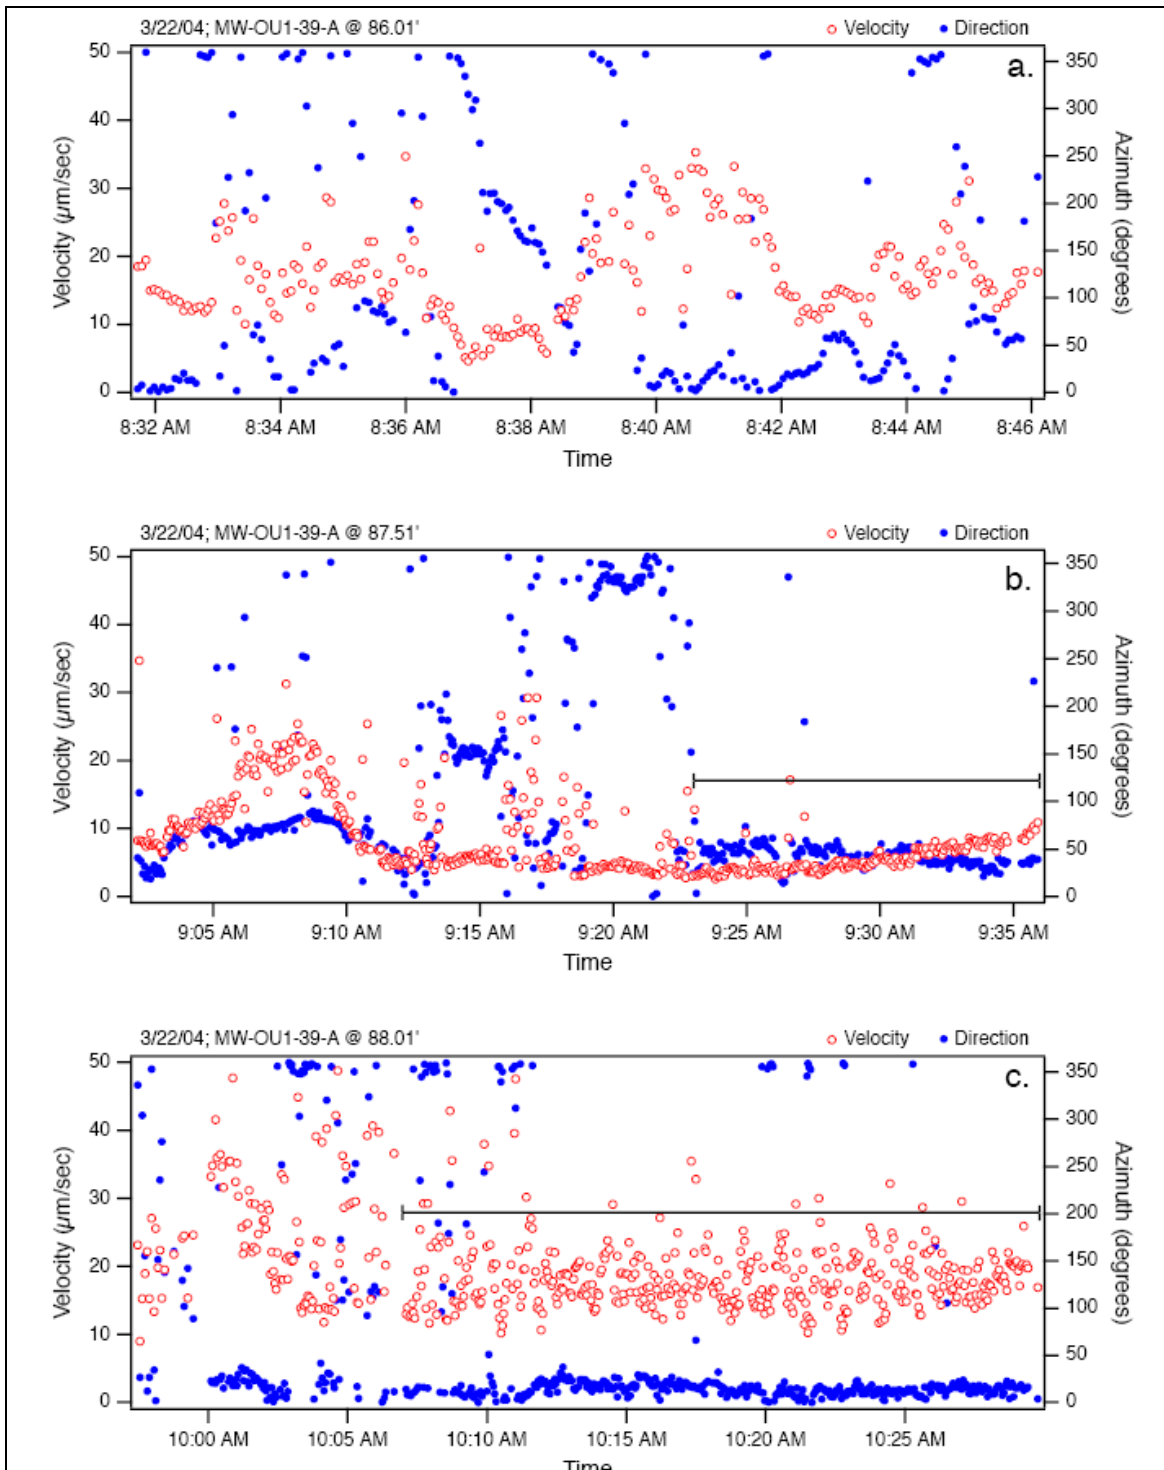 3/22/04; MW-OU1-39-A @ 86.01' Velocity Direction
a.
50 40 30 20 10 0
Velocity (µm/sec)
350 300 250 200 150 100 50 0
Azimuth (degrees)
8:32 AM 8:34 AM 8:36 AM 8:38 AM 8:40 AM 8:42 AM 8:44 AM 8:46 AM
Time
3/22/04; MW-OU1-39-A @ 87.51' Velocity Direction
b.
50 40 30 20 10 0
Velocity (µm/sec)
350 300 250 200 150 100 50 0
Azimuth (degrees)
9:05 AM 9:10 AM 9:15 AM 9:20 AM 9:25 AM 9:30 AM 9:35 AM
Time
3/22/04; MW-OU1-39-A @ 88.01' Velocity Direction
c.
50 40 30 20 10 0
Velocity (µm/sec)
350 300 250 200 150 100 50 0
Azimuth (degrees)
10:00 AM 10:05 AM 10:10 AM 10:15 AM 10:20 AM 10:25 AM
Time